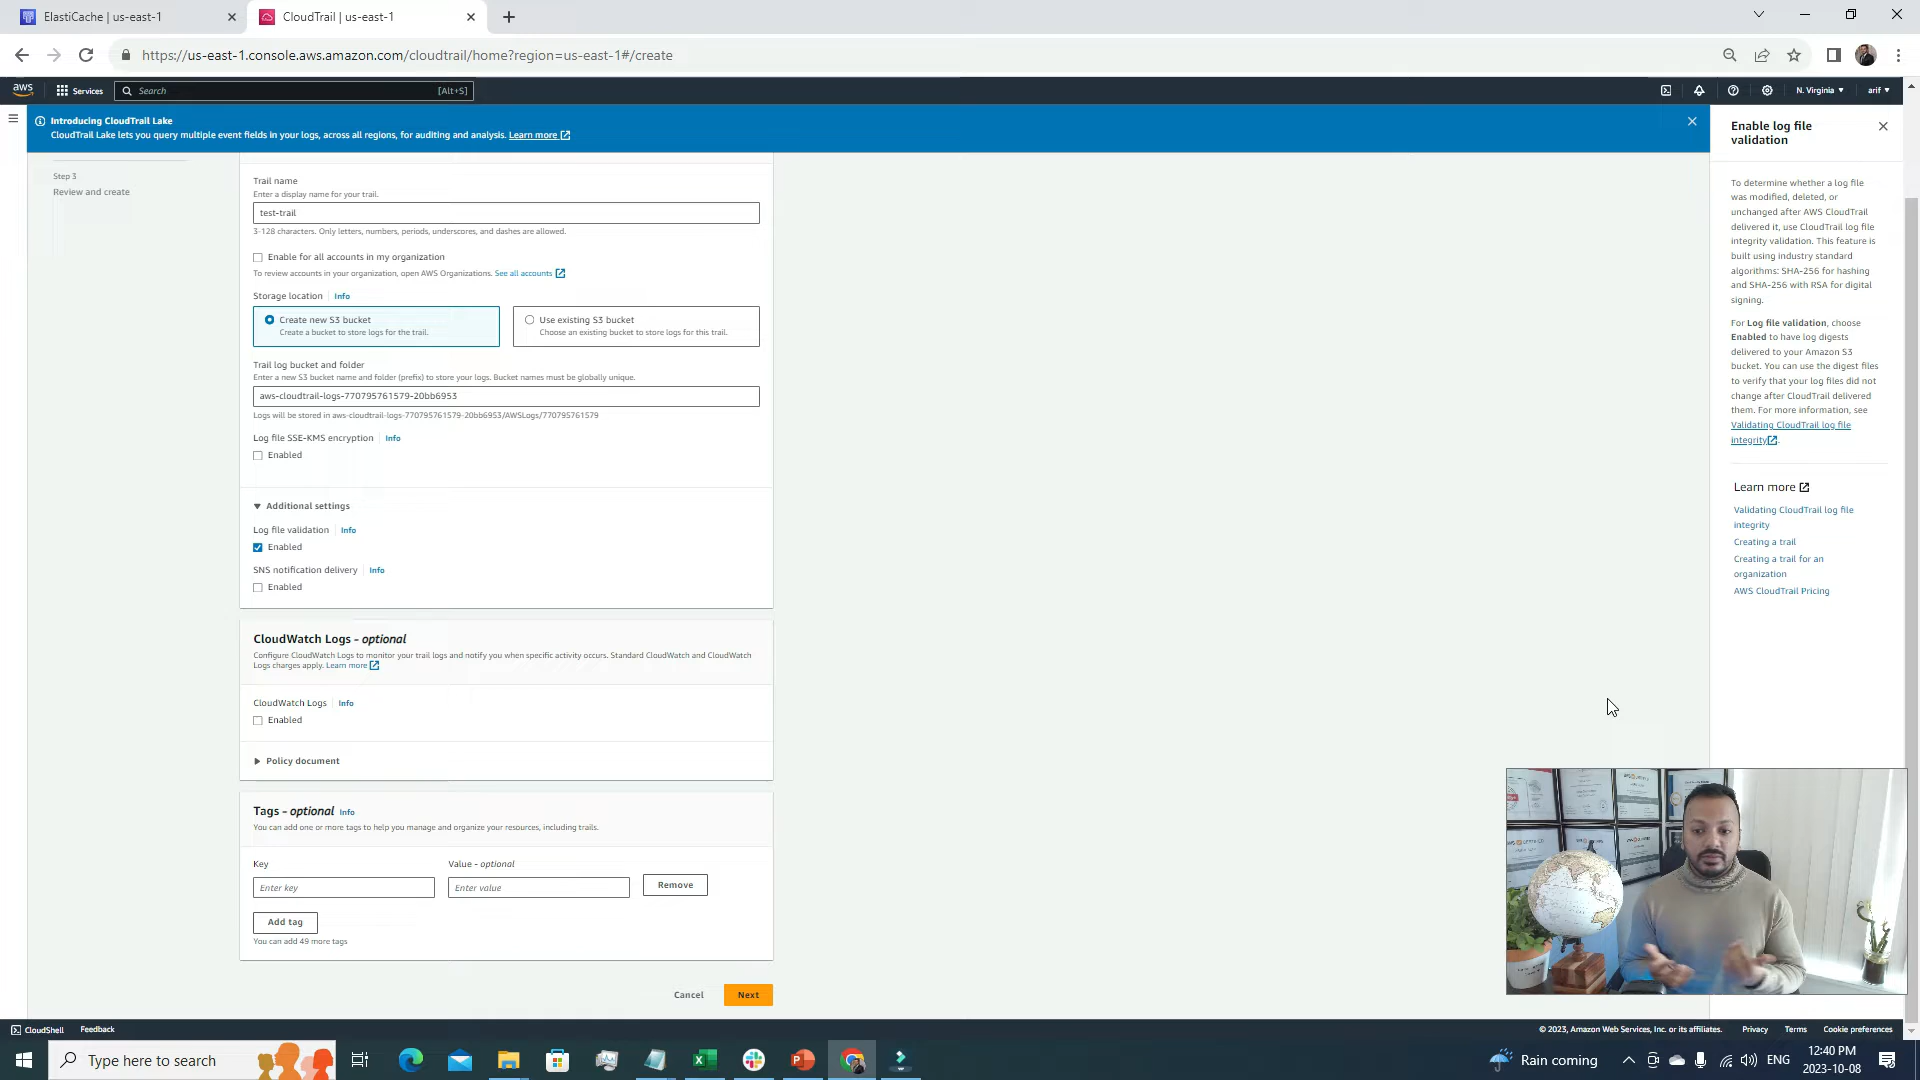 ElastiCache | us-east-1
CloudTrail | us-east-1
https://us-east-1.console.aws.amazon.com/cloudtrail/home?region=us-east-1#/create
aws
Services
Search
[Alt+S]
N. Virginia
arif
Introducing CloudTrail Lake
CloudTrail Lake lets you query multiple event fields in your logs, across all regions, for auditing and analysis. Learn more
Step 3
Review and create
Trail name
Enter a display name for your trail.
test-trail
3-128 characters. Only letters, numbers, periods, underscores, and dashes are allowed.
Enable for all accounts in my organization
To review accounts in your organization, open AWS Organizations. See all accounts
Storage location Info
Create new S3 bucket
Create a bucket to store logs for the trail.
Use existing S3 bucket
Choose an existing bucket to store logs for this trail.
Trail log bucket and folder
Enter a new S3 bucket name and folder (prefix) to store your logs. Bucket names must be globally unique.
aws-cloudtrail-logs-770795761579-20bb6953
Logs will be stored in aws-cloudtrail-logs-770795761579-20bb6953/AWSLogs/770795761579
Log file SSE-KMS encryption Info
Enabled
Additional settings
Log file validation Info
Enabled
SNS notification delivery Info
Enabled
CloudWatch Logs - optional
Configure CloudWatch Logs to monitor your trail logs and notify you when specific activity occurs. Standard CloudWatch and CloudWatch
Logs charges apply. Learn more
CloudWatch Logs Info
Enabled
Policy document
Tags - optional Info
You can add one or more tags to help you manage and organize your resources, including trails.
Key
Value - optional
Enter key
Enter value
Remove
Add tag
You can add 49 more tags
Cancel
Next
Enable log file
validation
To determine whether a log file
was modified, deleted, or
unchanged after AWS CloudTrail
delivered it, use CloudTrail log file
integrity validation. This feature is
built using industry standard
algorithms: SHA-256 for hashing
and SHA-256 with RSA for digital
signing.
For Log file validation, choose
Enabled to have log digests
delivered to your Amazon S3
bucket. You can use the digest files
to verify that your log files did not
change after CloudTrail delivered
them. For more information, see
Validating CloudTrail log file
integrity.
Learn more
Validating CloudTrail log file
integrity
Creating a trail
Creating a trail for an
organization
AWS CloudTrail Pricing
CloudShell
Feedback
© 2023, Amazon Web Services, Inc. or its affiliates.
Privacy
Terms
Cookie preferences
Type here to search
Rain coming
ENG
12:40 PM
2023-10-08